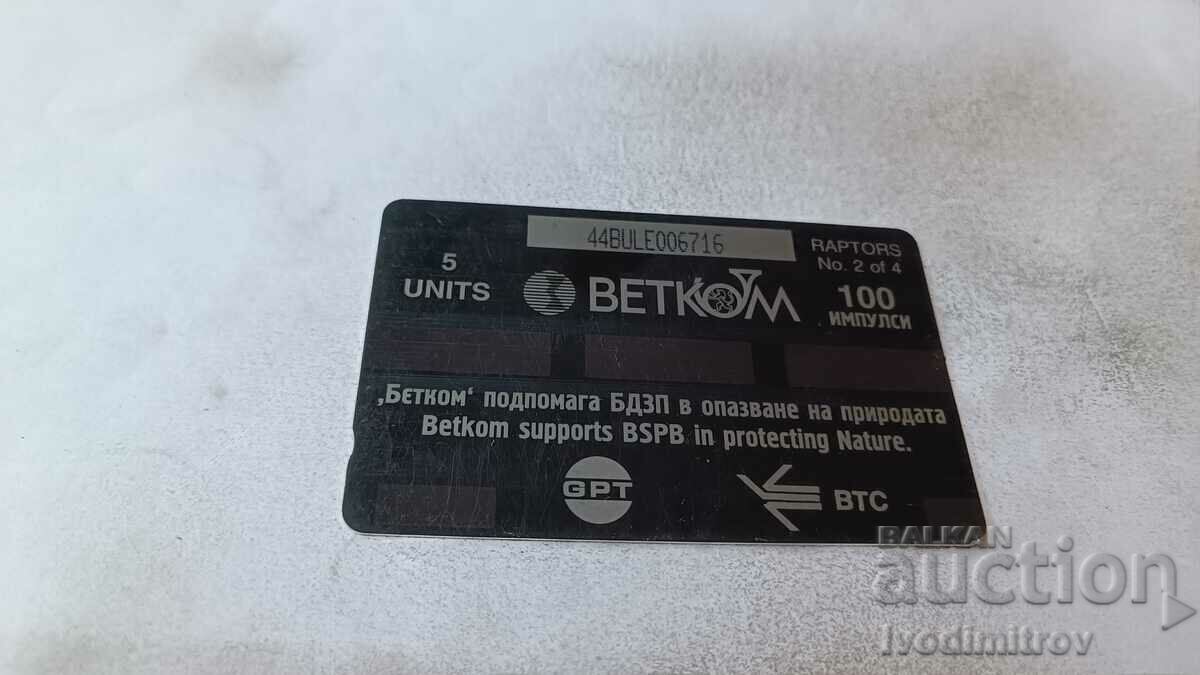 44BULE006716
RAPTORS
No. 2 of 4
5
UNITS
BETKOM
100
ИМПУЛСИ
„Бетком“ подпомага БДЗП в опазване на природата
Betkom supports BSPB in protecting Nature.
GPT
BTC
BALKAN
auction
Ivodimitrov